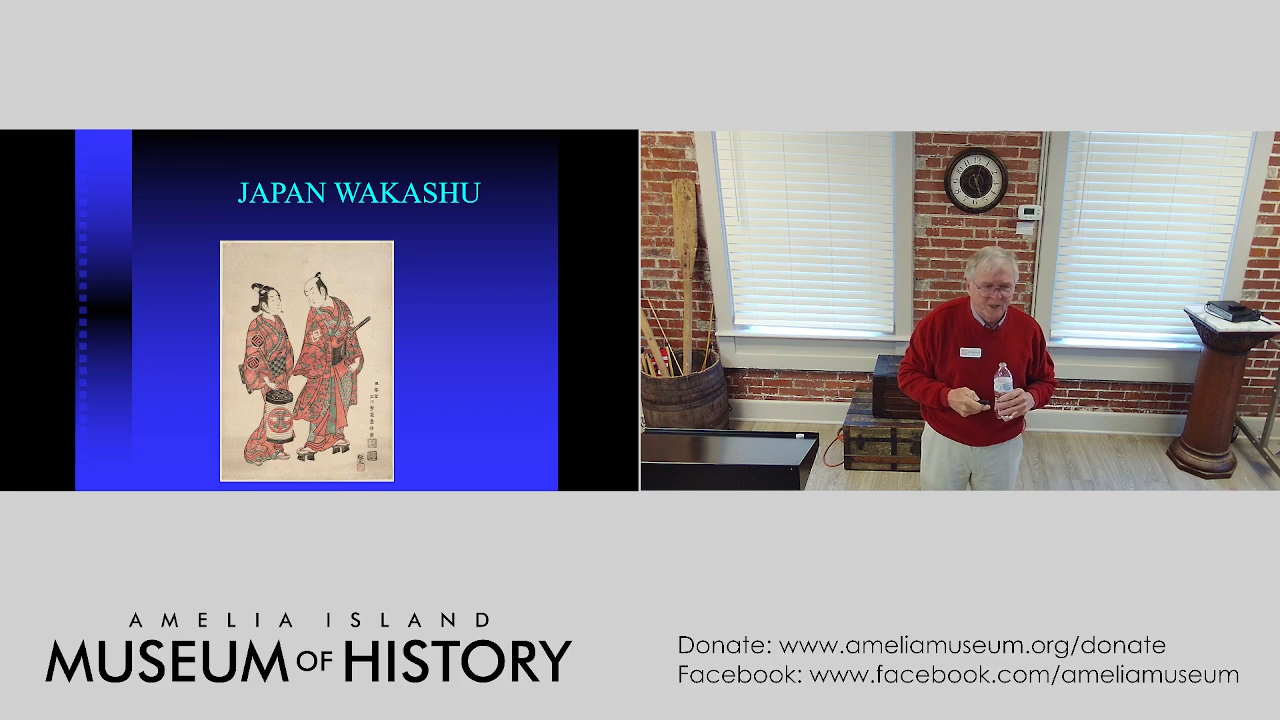 JAPAN WAKASHU
AMELIA ISLAND
MUSEUM OF HISTORY
Donate: www.ameliamuseum.org/donate
Facebook: www.facebook.com/ameliamuseum